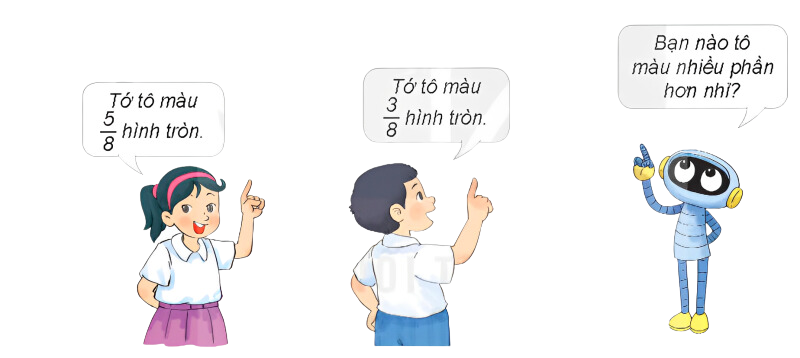 Tớ tô màu
5/8 hình tròn.
Tớ tô màu
3/8 hình tròn.
Bạn nào tô
màu nhiều phần
hơn nhỉ?